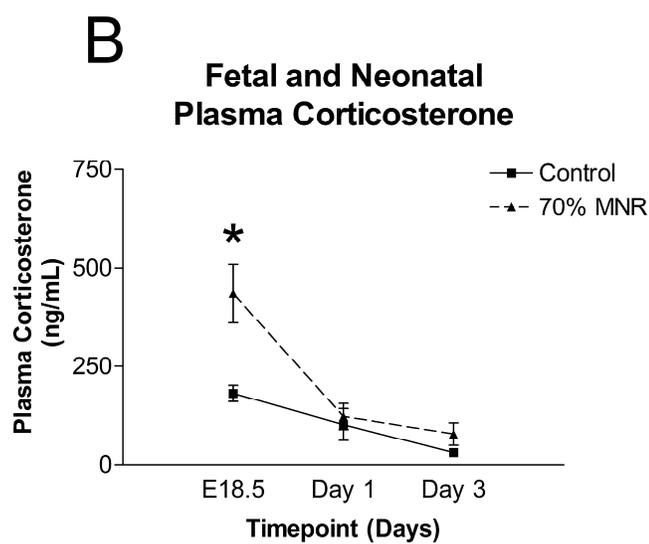 B
Fetal and Neonatal
Plasma Corticosterone
Control
70% MNR
*
Plasma Corticosterone
(ng/mL)
750
500
250
0
E18.5 Day 1 Day 3
Timepoint (Days)